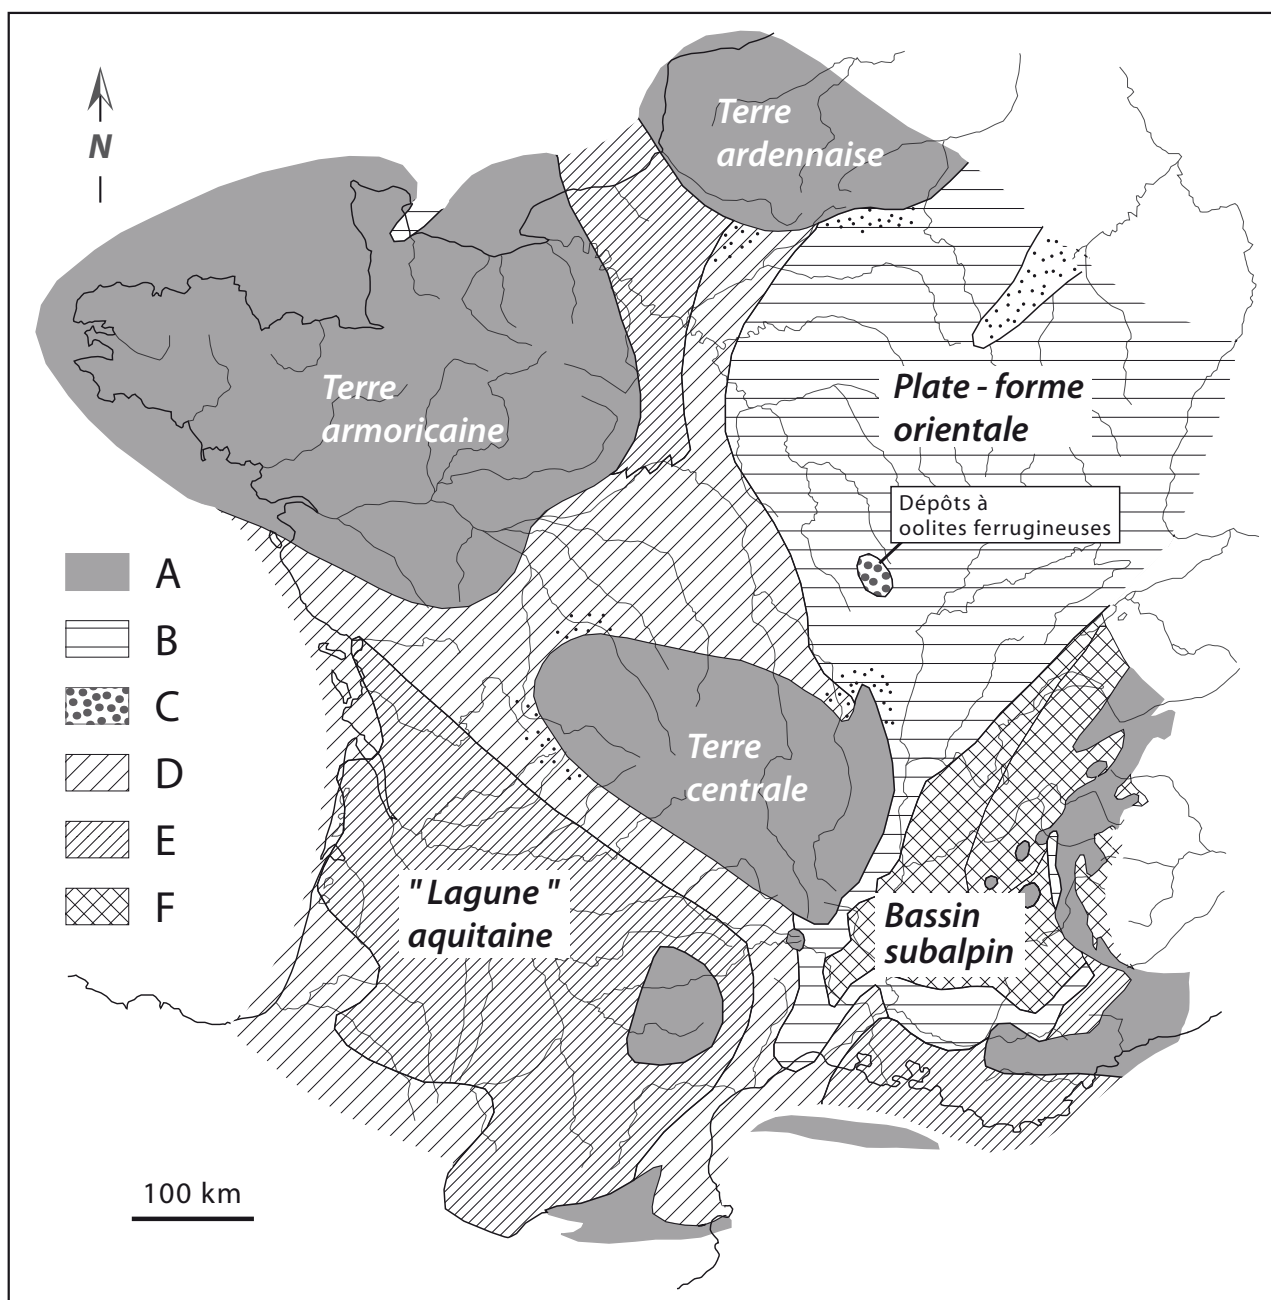 Terre
ardennaise
N
Terre
armoricaine
Plate - forme
orientale
Dépôts à
oolites ferrugineuses
A
B
C
D
E
F
Terre
centrale
" Lagune "
aquitaine
Bassin
subalpin
100 km